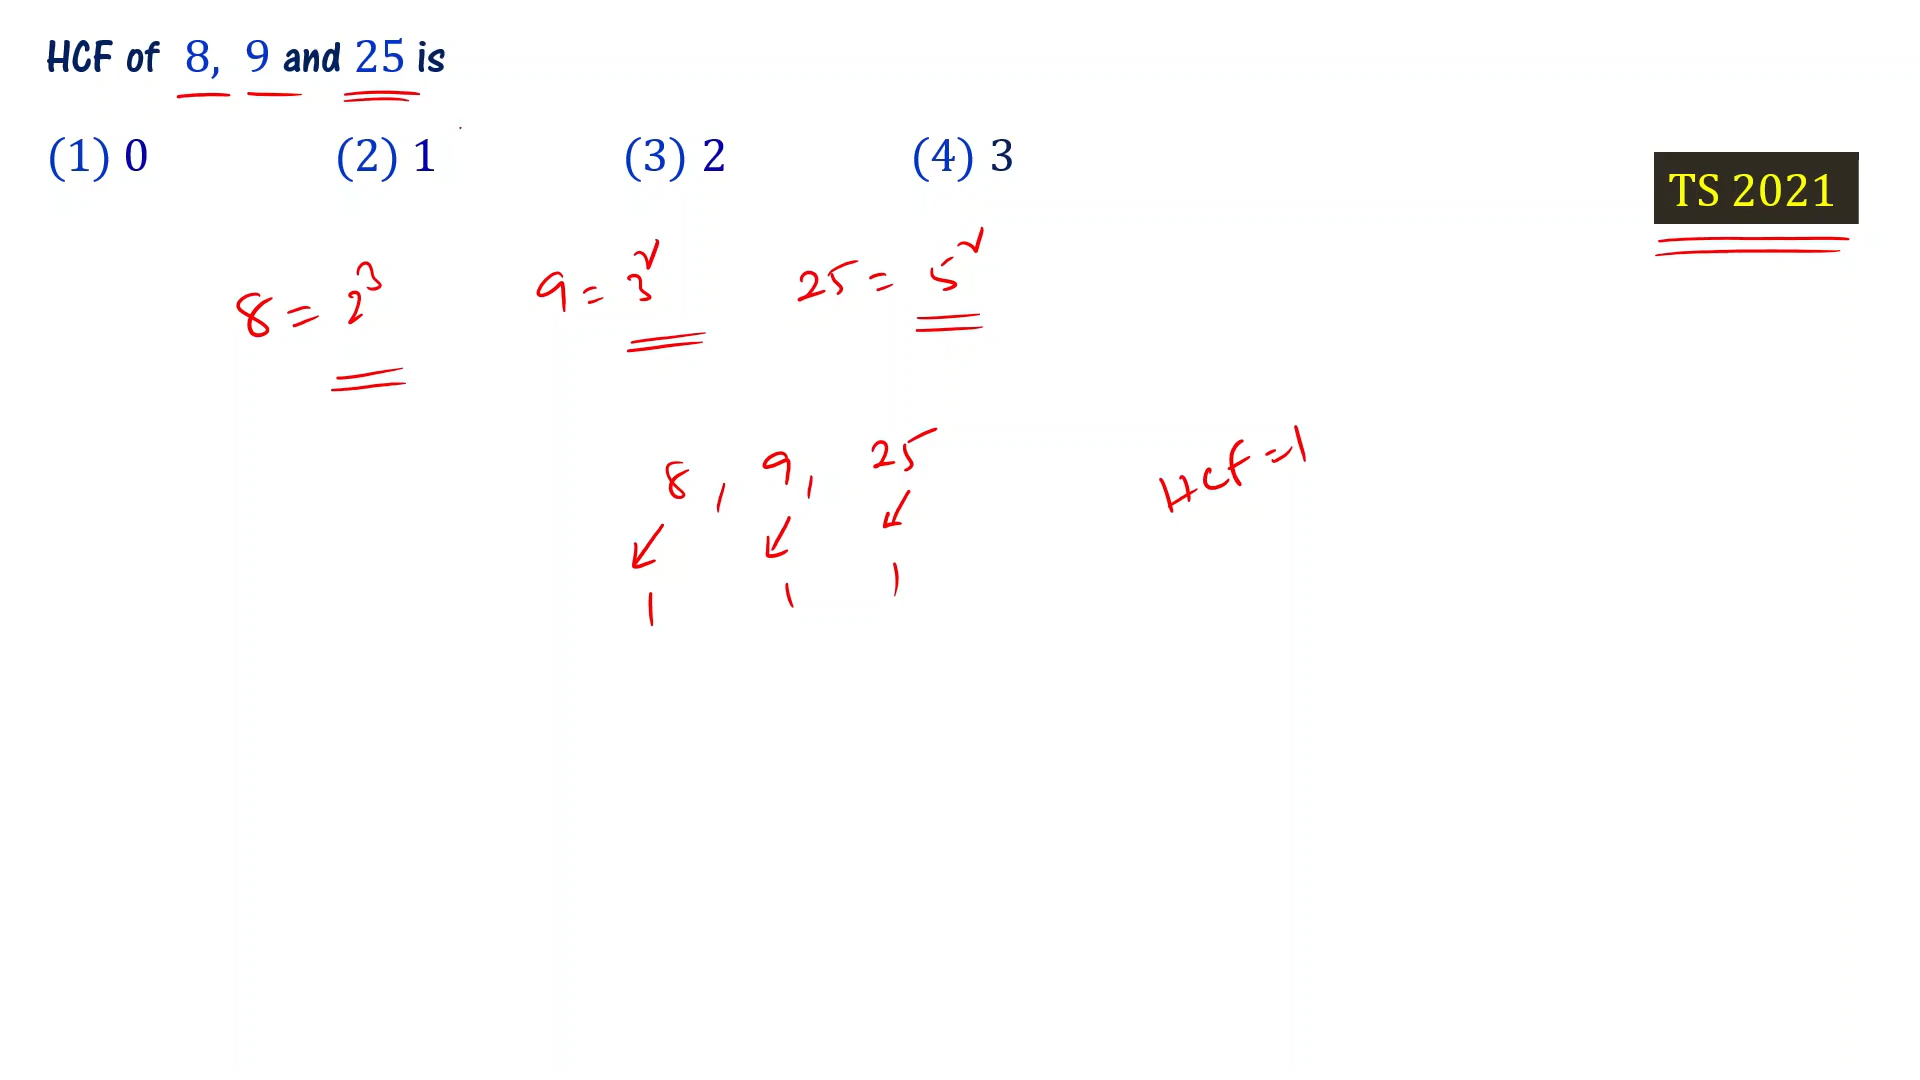 HCF of 8, 9 and 25 is
(1) 0 (2) 1 (3) 2 (4) 3
TS 2021
8 = 2³ 9 = 3² 25 = 5²
8, 9, 25
HCF = 1
1 1 1